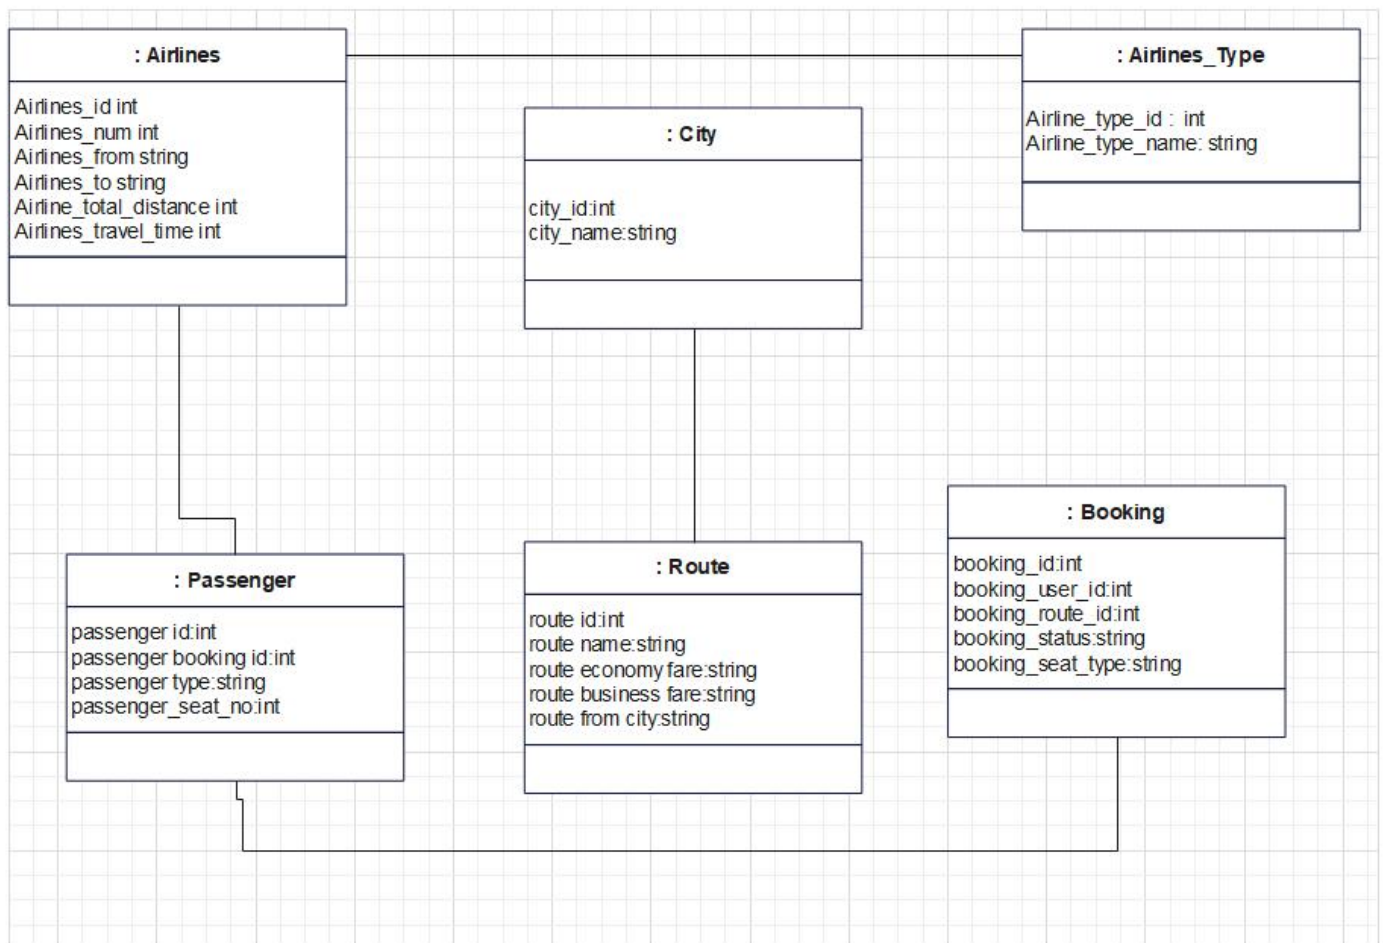 : Airlines
Airlines_id int
Airlines_num int
Airlines_from string
Airlines_to string
Airline_total_distance int
Airlines_travel_time int
: City
city_id:int
city_name:string
: Airlines_Type
Airline_type_id : int
Airline_type_name: string
: Passenger
passenger id:int
passenger booking id:int
passenger type:string
passenger_seat_no:int
: Route
route id:int
route name:string
route economy fare:string
route business fare:string
route from city:string
: Booking
booking_id:int
booking_user_id:int
booking_route_id:int
booking_status:string
booking_seat_type:string